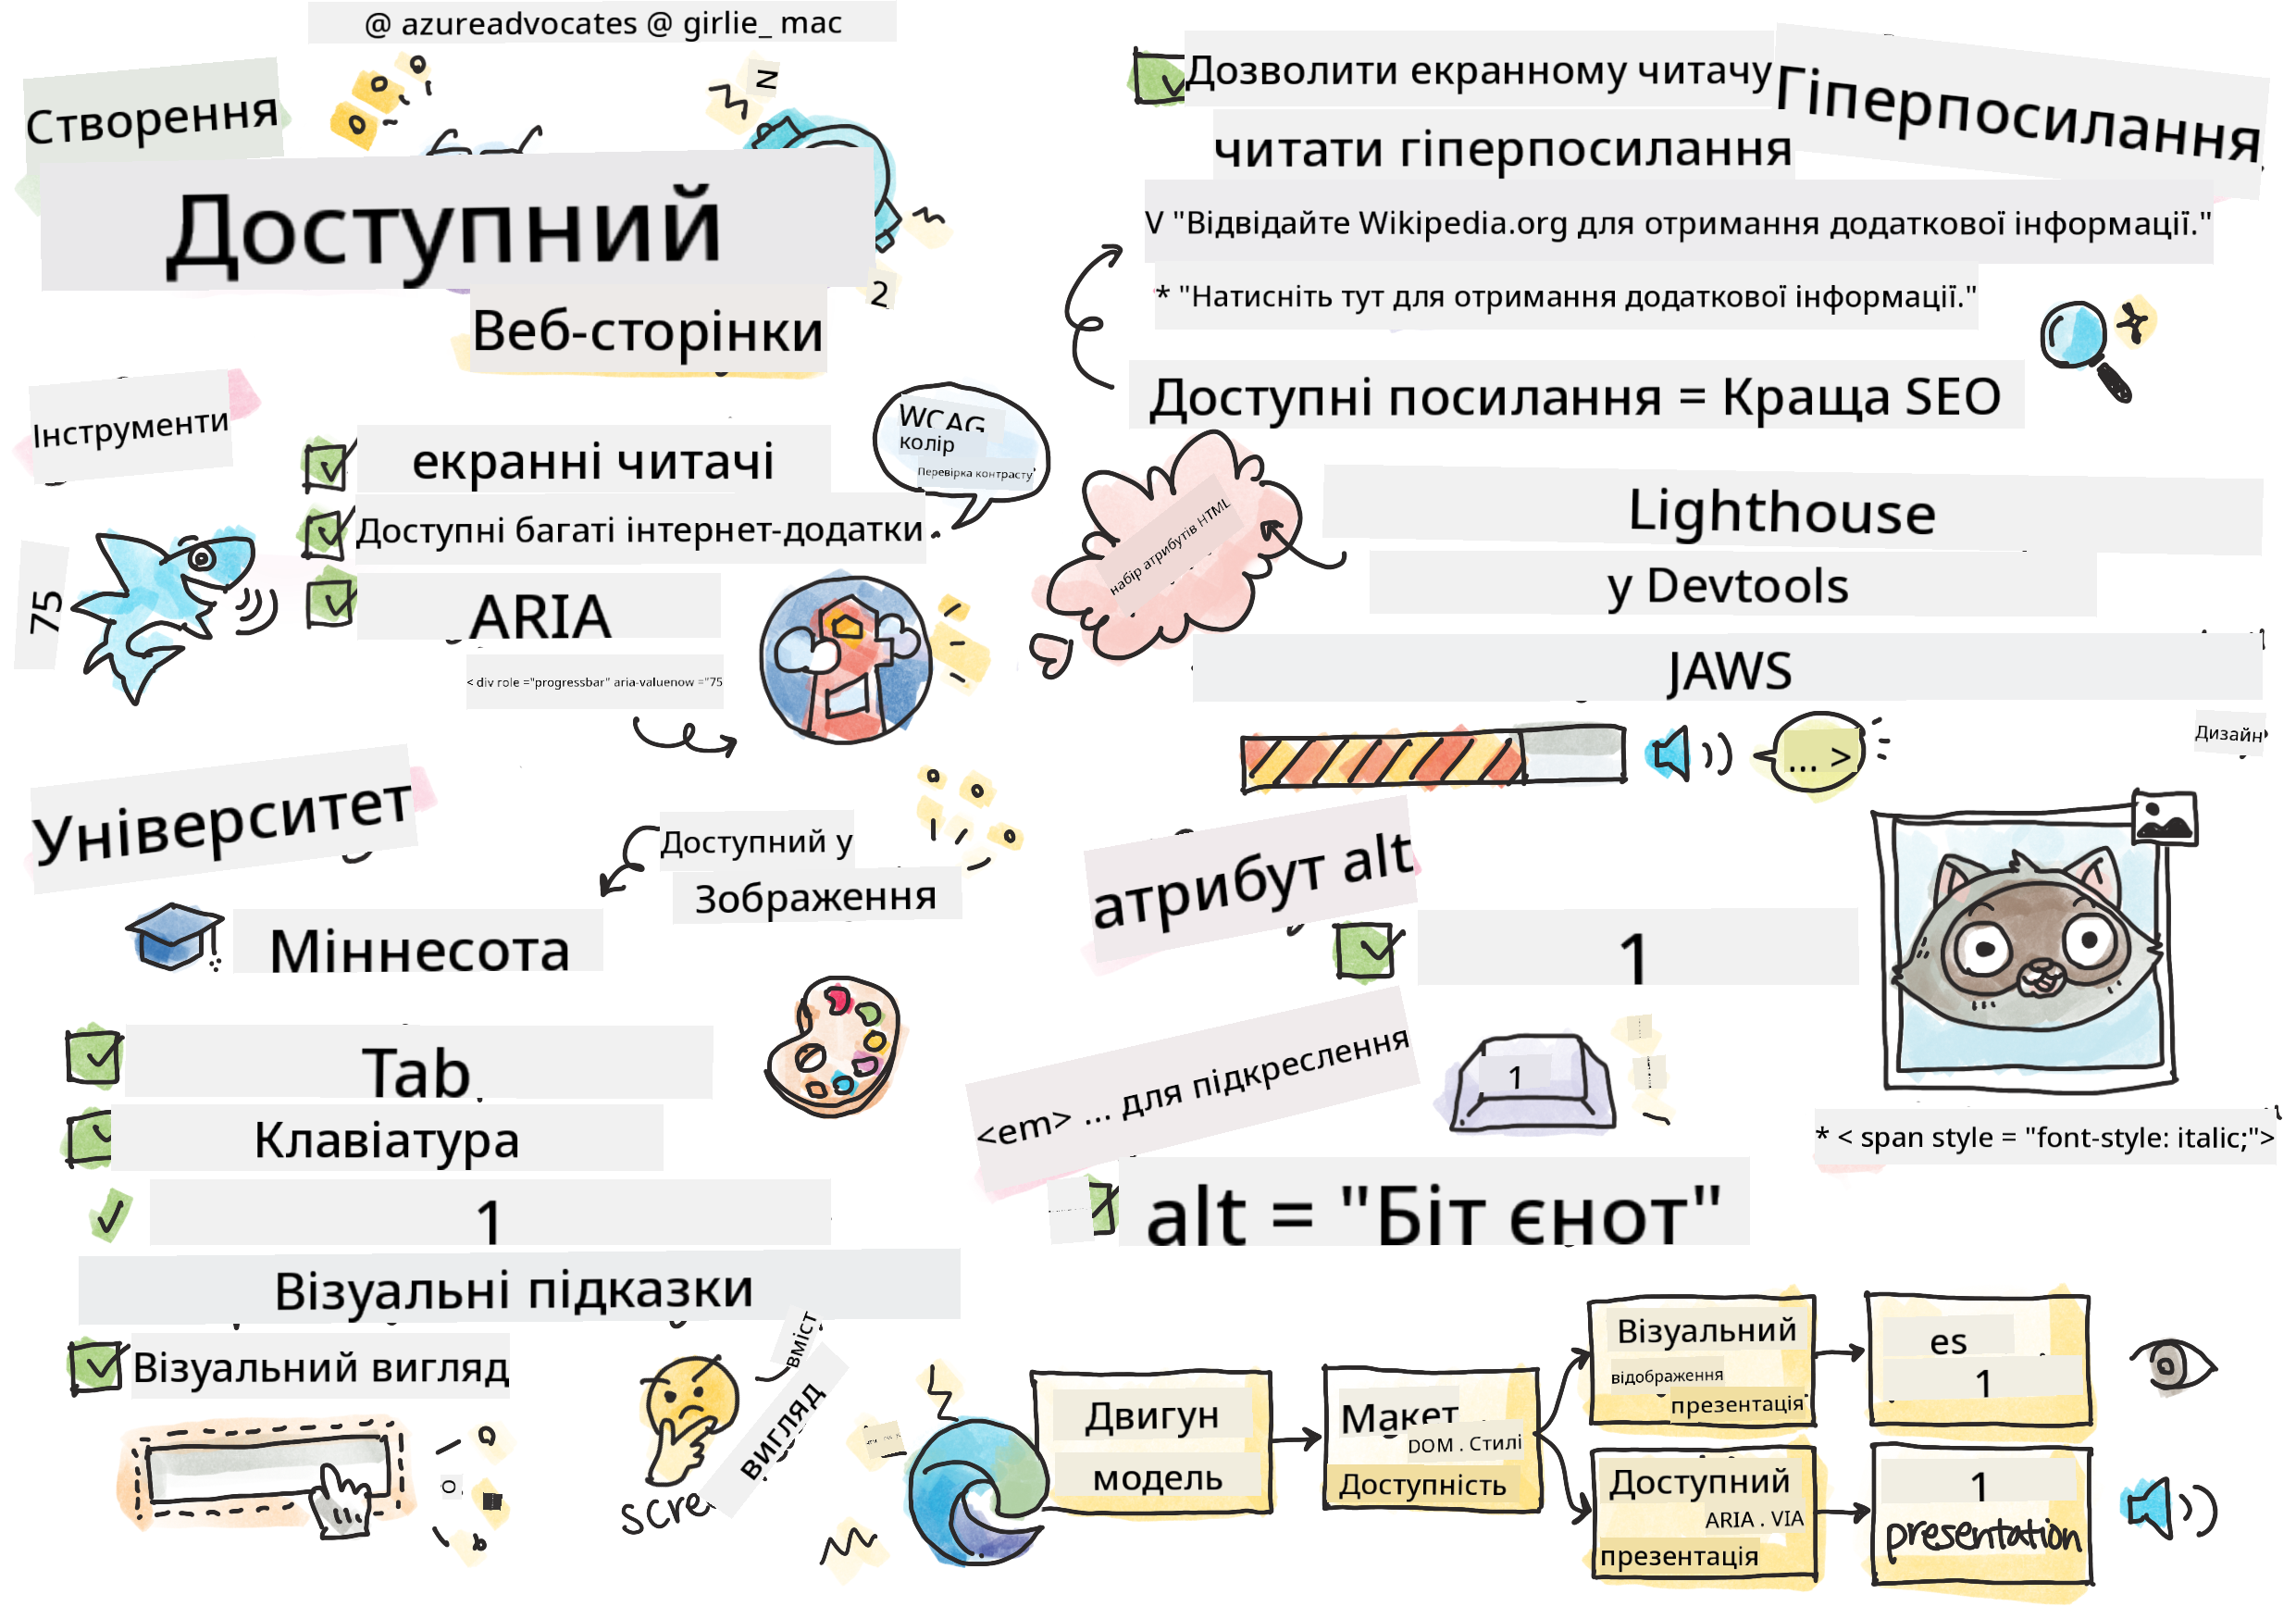 @ azureadvocates @ girlie_ mac
Створення
Доступний
Веб-сторінки
N
2
Інструменти
екранні читачі
Доступні багаті інтернет-додатки
ARIA
< div role ="progressbar" aria-valuenow ="75
75
WCAG
колір
Перевірка контрасту
Університет
Міннесота
Доступний у
Зображення
Tab
Клавіатура
1
Візуальні підказки
Візуальний вигляд
вміст
вигляд
scre
Дозволити екранному читачу
читати гіперпосилання
Гіперпосилання
V "Відвідайте Wikipedia.org для отримання додаткової інформації."
* "Натисніть тут для отримання додаткової інформації."
Доступні посилання = Краща SEO
набір атрибутів HTML
Lighthouse
у Devtools
JAWS
... >
Дизайн
атрибут alt
1
<em> ... для підкреслення
1
* < span style = "font-style: italic;">
alt = "Біт єнот"
Двигун
модель
Макет
DOM . Стилі
Доступність
Візуальний
відображення
презентація
es
1
Доступний
ARIA . VIA
презентація
1
presentation